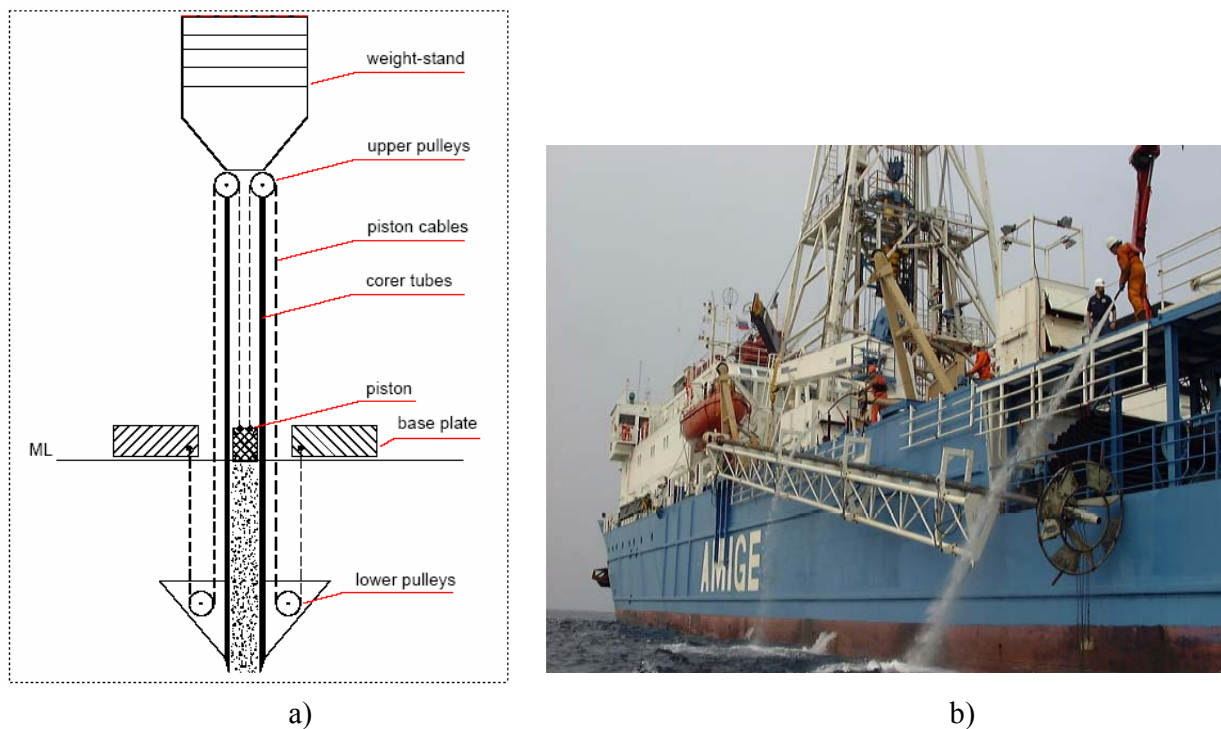 weight-stand
upper pulleys
piston cables
corer tubes
piston
base plate
ML
lower pulleys
AMIGE
a)
b)